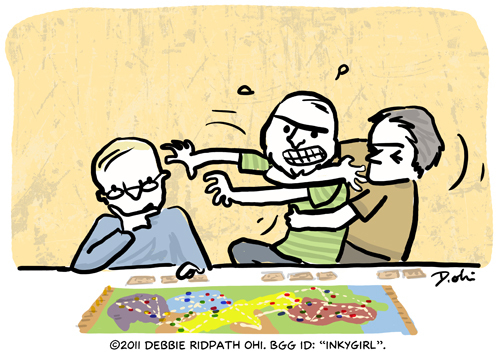 D.ohi
©2011 DEBBIE RIDPATH OHI. BGG ID: "INKYGIRL".